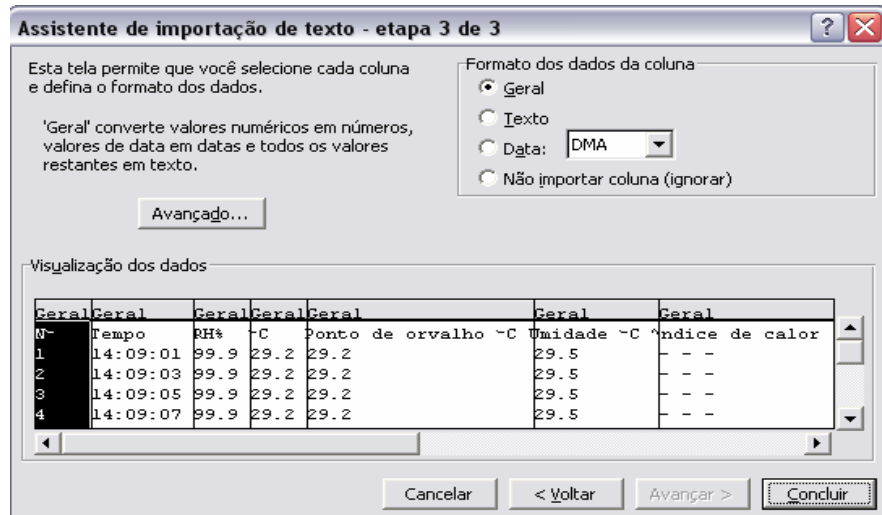 Assistente de importação de texto - etapa 3 de 3
Esta tela permite que você selecione cada coluna
e defina o formato dos dados.
'Geral' converte valores numéricos em números,
valores de data em datas e todos os valores
restantes em texto.
Avançado...
Formato dos dados da coluna
Geral
Texto
Data: DMA
Não importar coluna (ignorar)
Visualização dos dados
Geral Geral Geral Geral Geral Geral Geral
N~ Tempo RH% ~C Ponto de orvalho ~C Umidade ~C ^ndice de calor
1 14:09:01 99.9 29.2 29.2 29.5 - - -
2 14:09:03 99.9 29.2 29.2 29.5 - - -
3 14:09:05 99.9 29.2 29.2 29.5 - - -
4 14:09:07 99.9 29.2 29.2 29.5 - - -
Cancelar < Voltar Avançar > Concluir